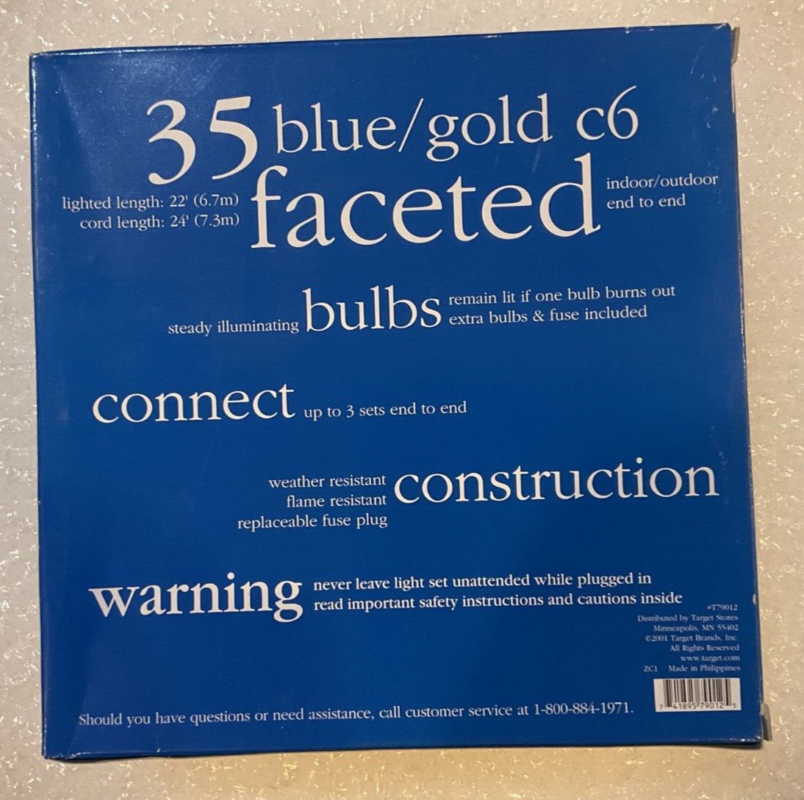 35 blue/gold c6
lighted length: 22' (6.7m)
cord length: 24' (7.3m)
faceted
indoor/outdoor
end to end
steady illuminating
bulbs
remain lit if one bulb burns out
extra bulbs & fuse included
connect
up to 3 sets end to end
weather resistant
flame resistant
replaceable fuse plug
construction
warning
never leave light set unattended while plugged in
read important safety instructions and cautions inside
#T79012
Distributed by Target Stores
Minneapolis, MN 55402
©2001 Target Brands, Inc.
All Rights Reserved
www.target.com
ZC1 Made in Philippines
7 41895 79012 5
Should you have questions or need assistance, call customer service at 1-800-884-1971.